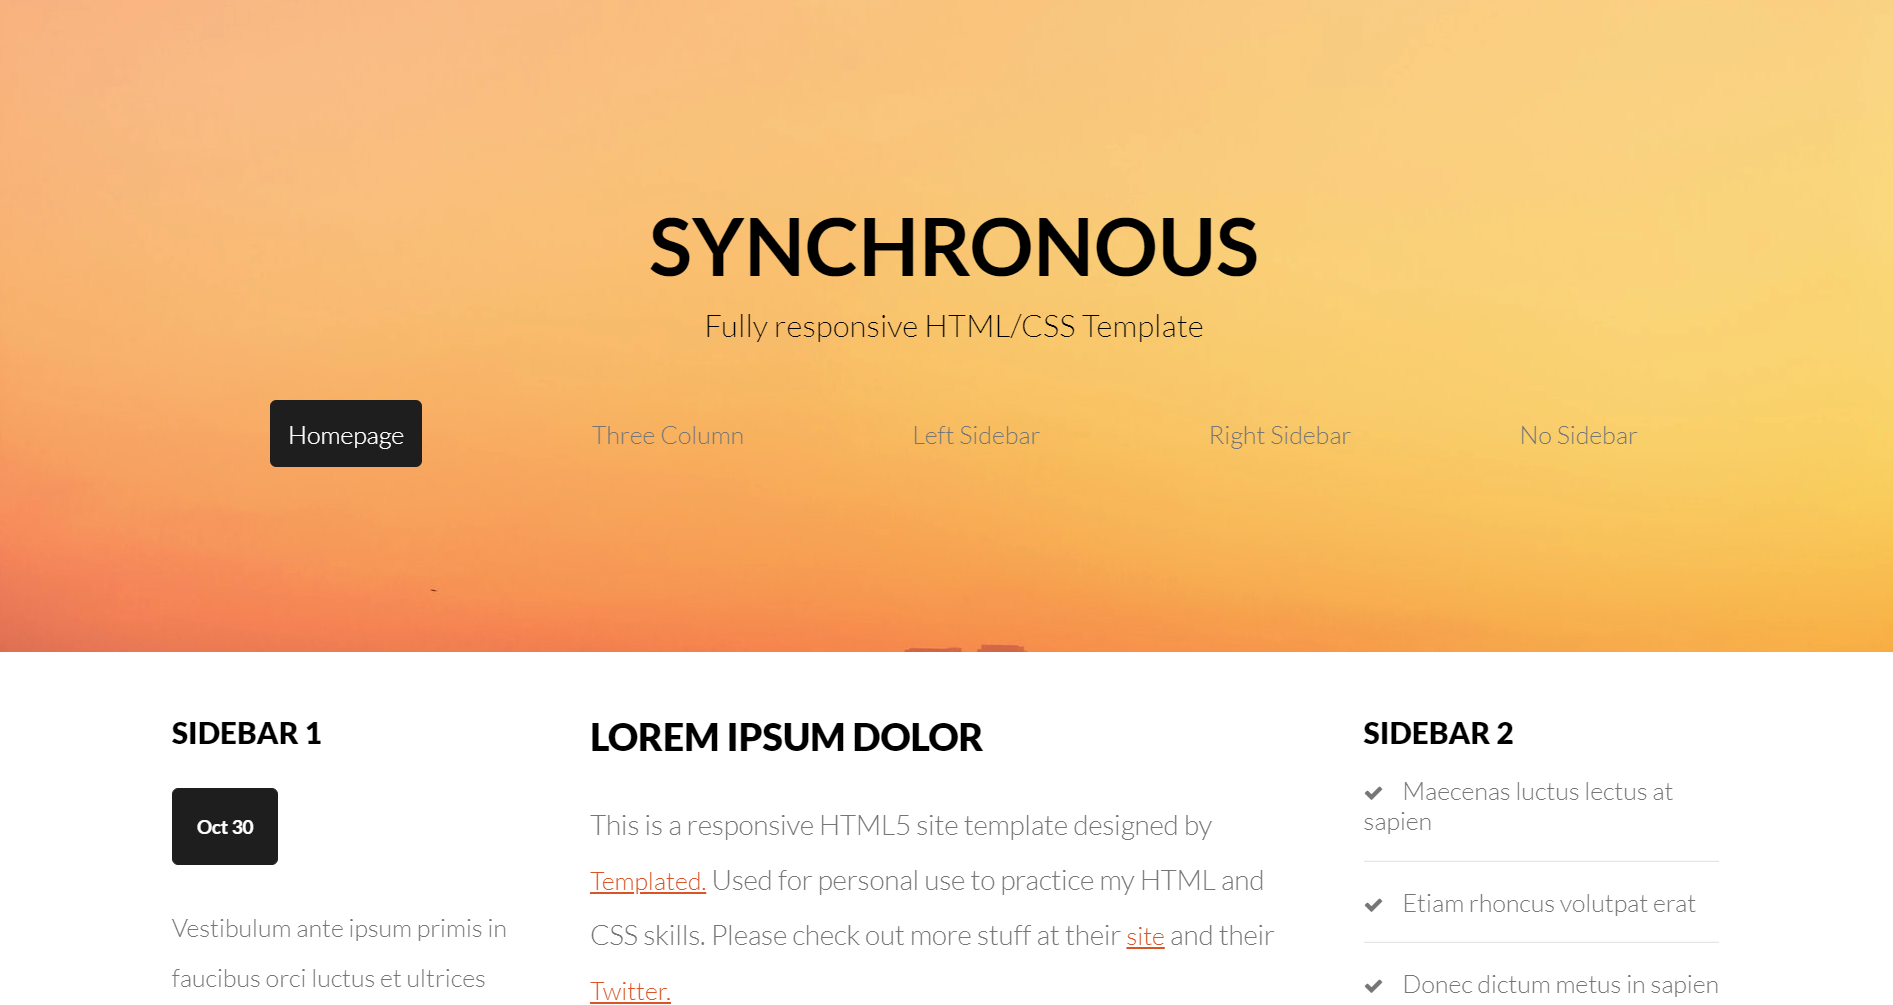 SYNCHRONOUS
Fully responsive HTML/CSS Template
Homepage
Three Column
Left Sidebar
Right Sidebar
No Sidebar
SIDEBAR 1
Oct 30
Vestibulum ante ipsum primis in
faucibus orci luctus et ultrices
LOREM IPSUM DOLOR
This is a responsive HTML5 site template designed by
Templated. Used for personal use to practice my HTML and
CSS skills. Please check out more stuff at their site and their
Twitter.
SIDEBAR 2
Maecenas luctus lectus at
sapien
Etiam rhoncus volutpat erat
Donec dictum metus in sapien